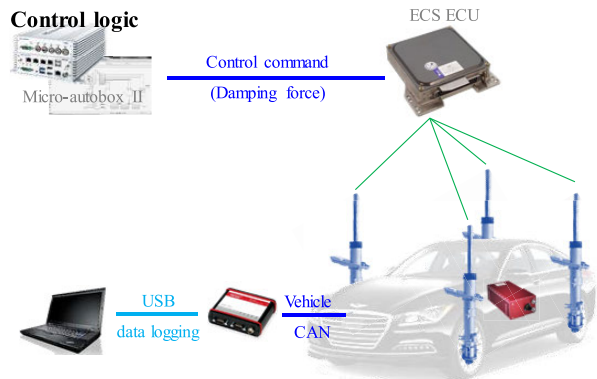 Control logic
ECS ECU
Control command
(Damping force)
Micro-autobox II
USB
data logging
Vehicle
CAN